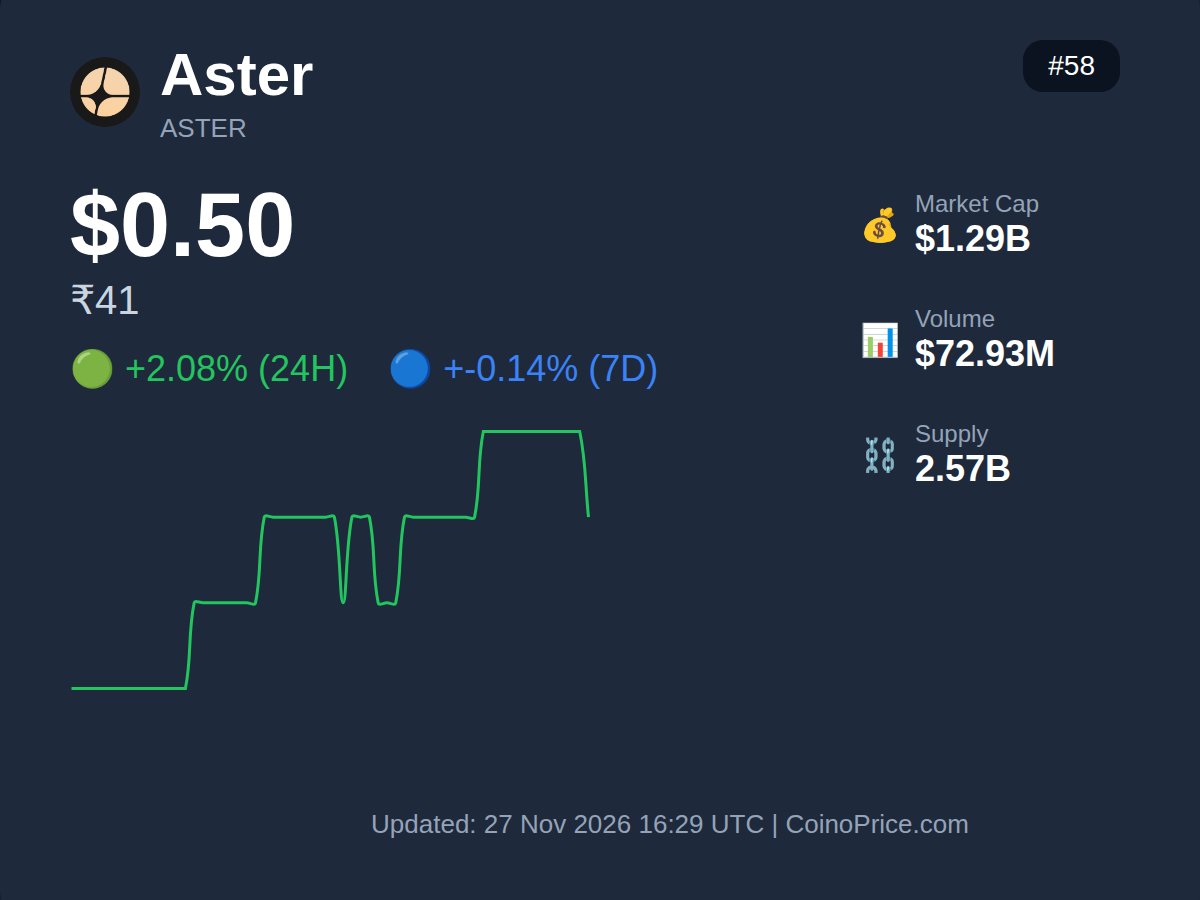 Aster
ASTER
#58
$0.50
₹41
+2.08% (24H)
+-0.14% (7D)
Market Cap
$1.29B
Volume
$72.93M
Supply
2.57B
Updated: 27 Nov 2026 16:29 UTC | CoinoPrice.com